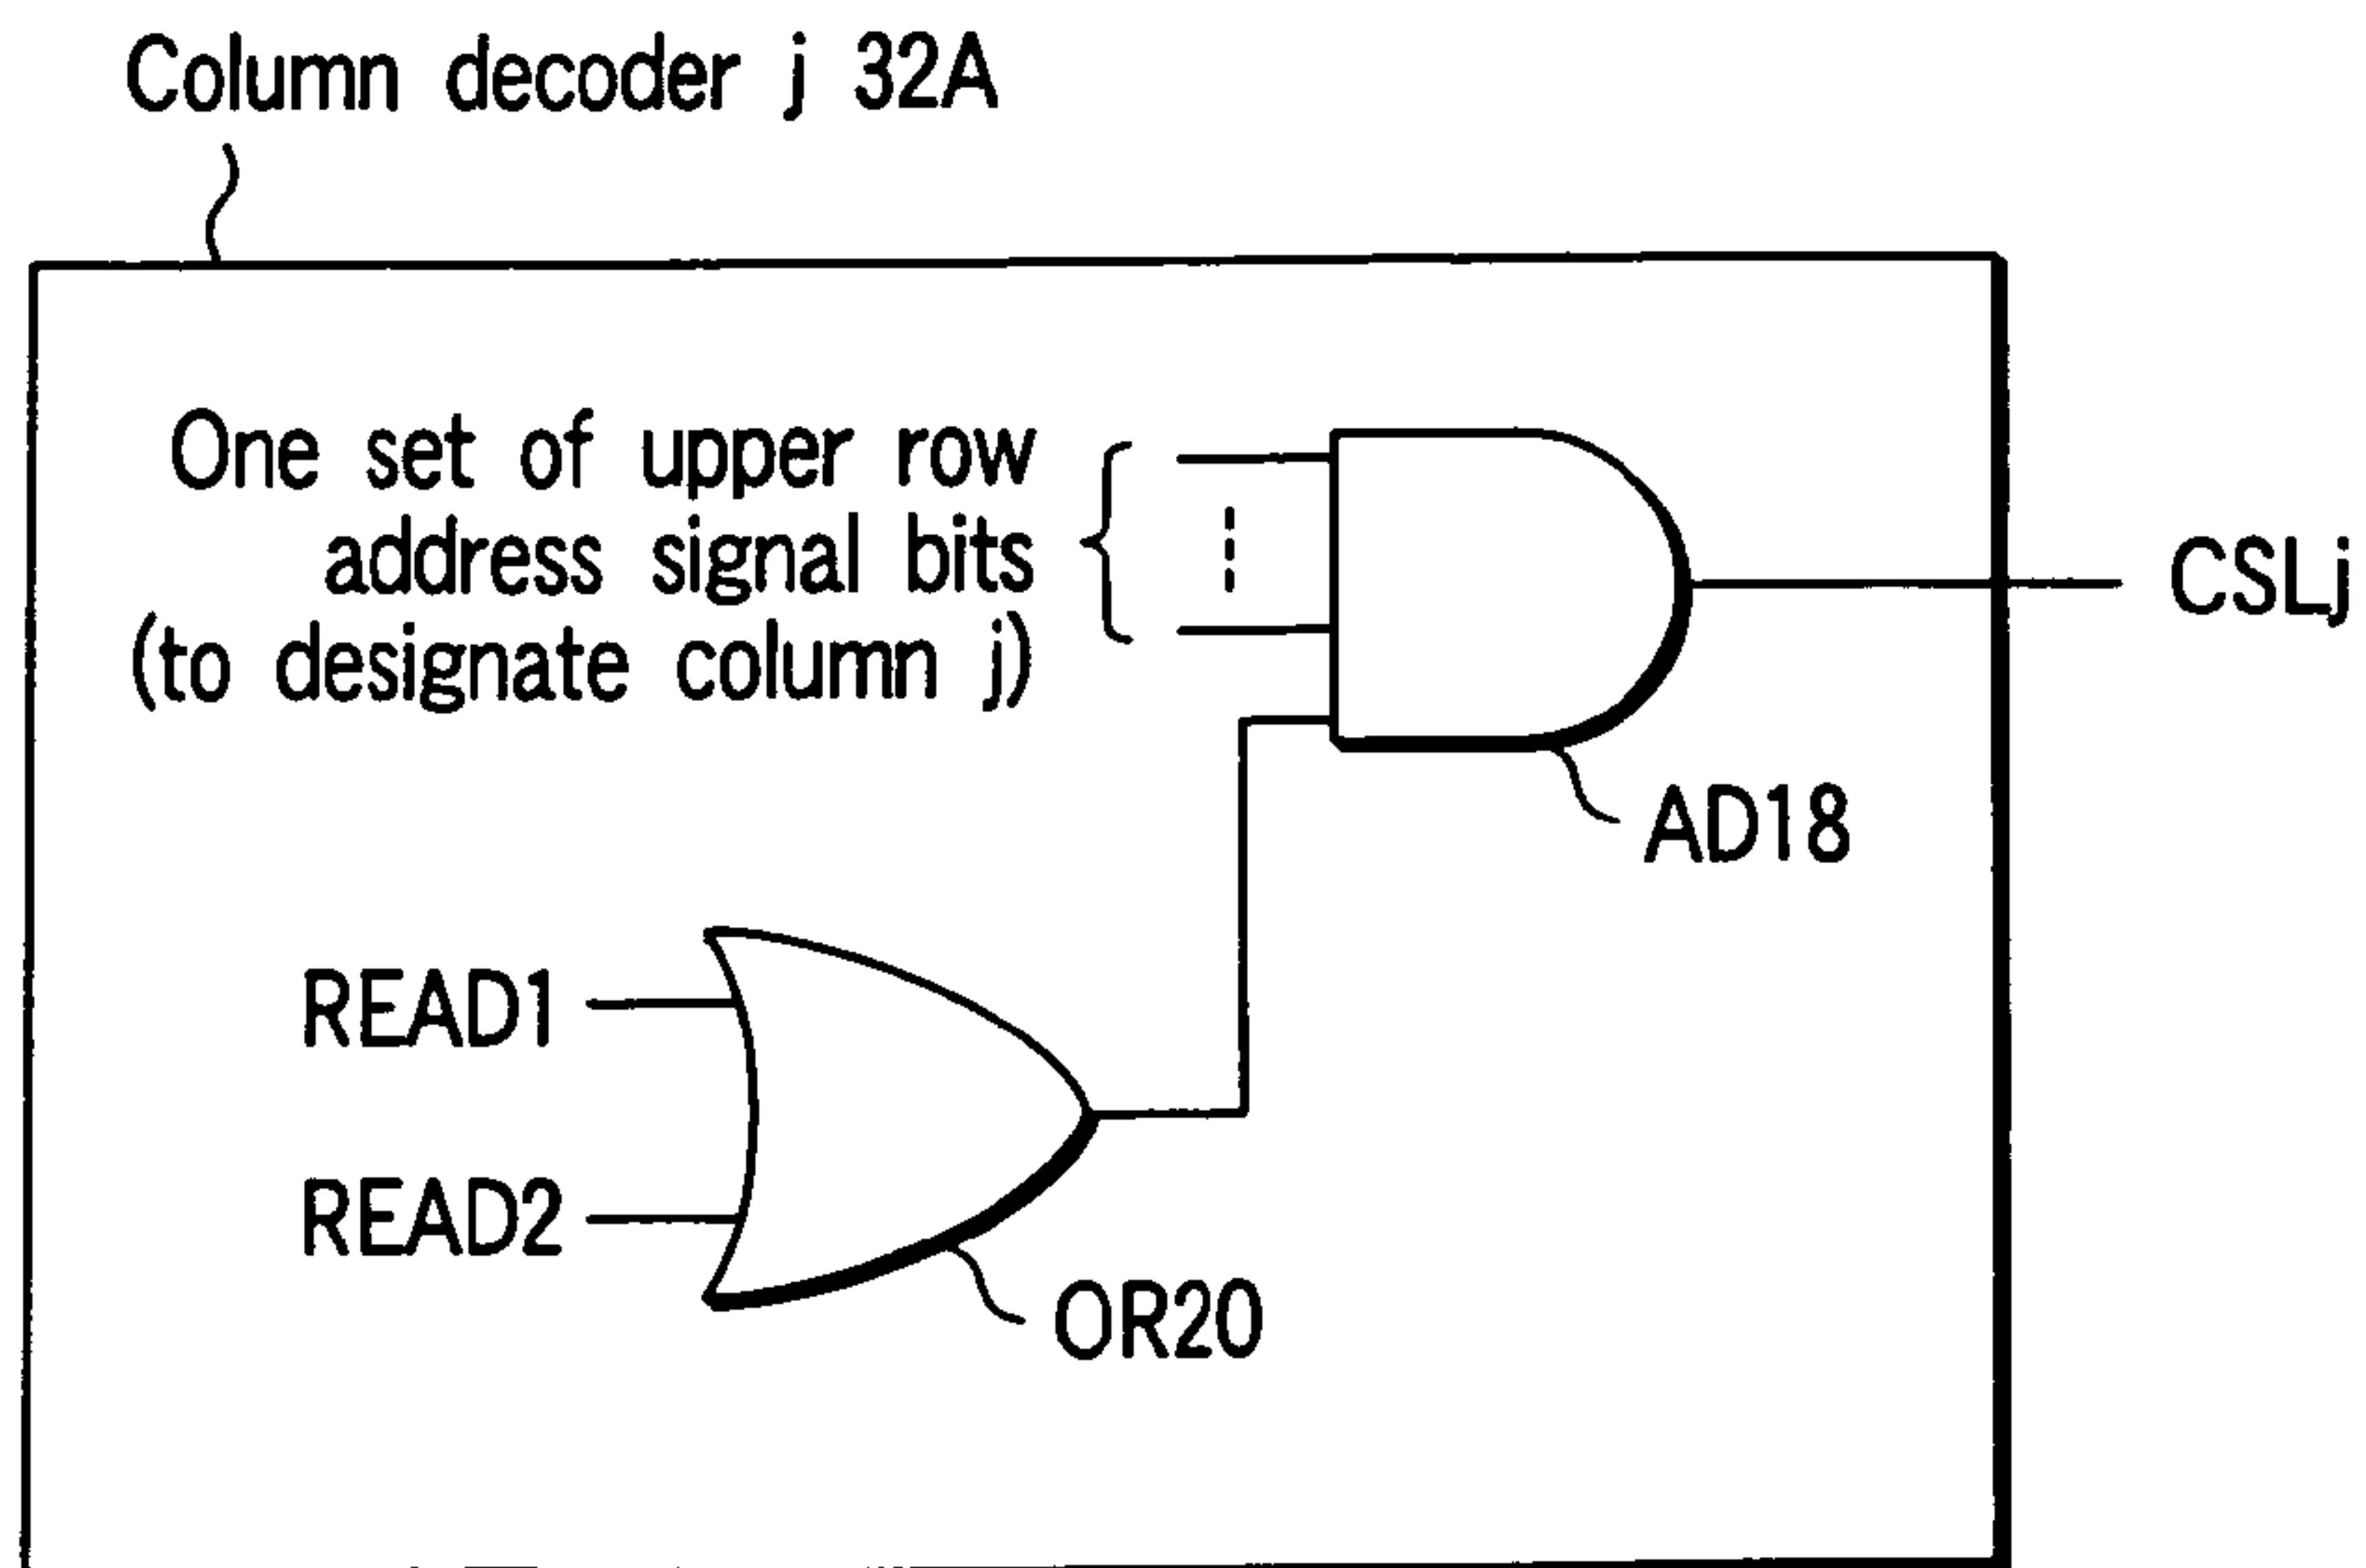 Column decoder j 32A
One set of upper row
address signal bits
(to designate column j)
CSLj
AD18
READ1
READ2
OR20